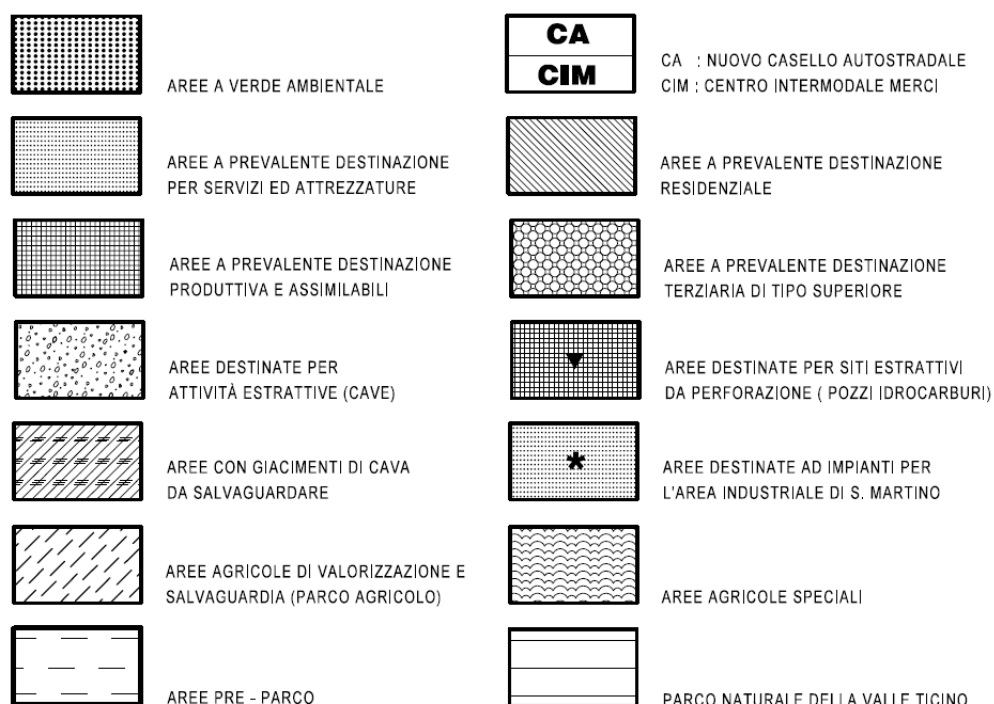 AREE A VERDE AMBIENTALE
CA
CIM
CA : NUOVO CASELLO AUTOSTRADALE
CIM : CENTRO INTERMODALE MERCI
AREE A PREVALENTE DESTINAZIONE
PER SERVIZI ED ATTREZZATURE
AREE A PREVALENTE DESTINAZIONE
RESIDENZIALE
AREE A PREVALENTE DESTINAZIONE
PRODUTTIVA E ASSIMILABILI
AREE A PREVALENTE DESTINAZIONE
TERZIARIA DI TIPO SUPERIORE
AREE DESTINATE PER
ATTIVITÀ ESTRATTIVE (CAVE)
AREE DESTINATE PER SITI ESTRATTIVI
DA PERFORAZIONE ( POZZI IDROCARBURI)
AREE CON GIACIMENTI DI CAVA
DA SALVAGUARDARE
AREE DESTINATE AD IMPIANTI PER
L'AREA INDUSTRIALE DI S. MARTINO
AREE AGRICOLE DI VALORIZZAZIONE E
SALVAGUARDIA (PARCO AGRICOLO)
AREE AGRICOLE SPECIALI
AREE PRE - PARCO
PARCO NATURALE DELLA VALLE TICINO